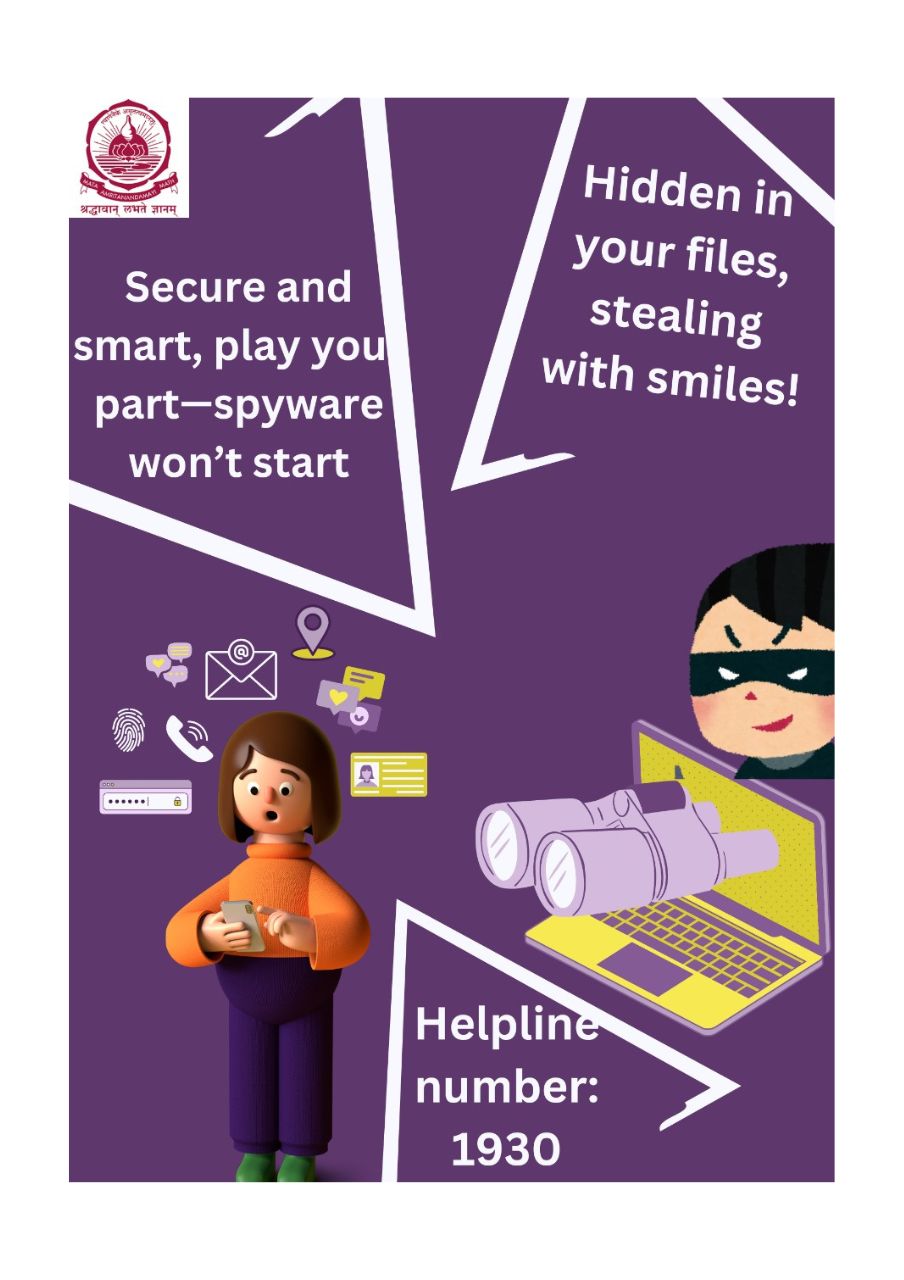 MATA AMRITANANDAMAYI MATH
श्रद्धावान् लभते ज्ञानम्
Secure and
smart, play you
part—spyware
won't start
Hidden in
your files,
stealing
with smiles!
@
Helpline
number:
1930